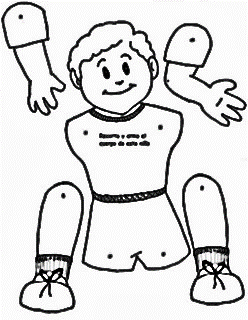 Recorta y arma el
cuerpo de este niño